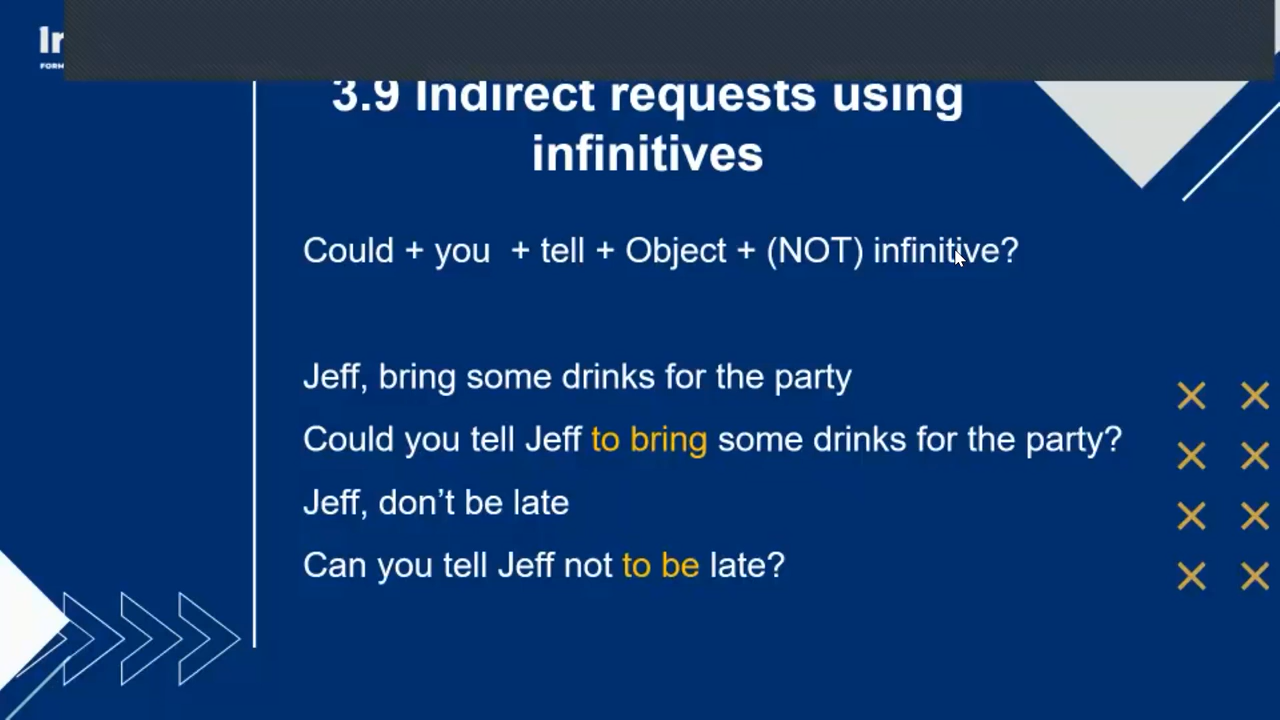 3.9 Indirect requests using
infinitives
Could + you + tell + Object + (NOT) infinitive?
Jeff, bring some drinks for the party
Could you tell Jeff to bring some drinks for the party?
Jeff, don’t be late
Can you tell Jeff not to be late?